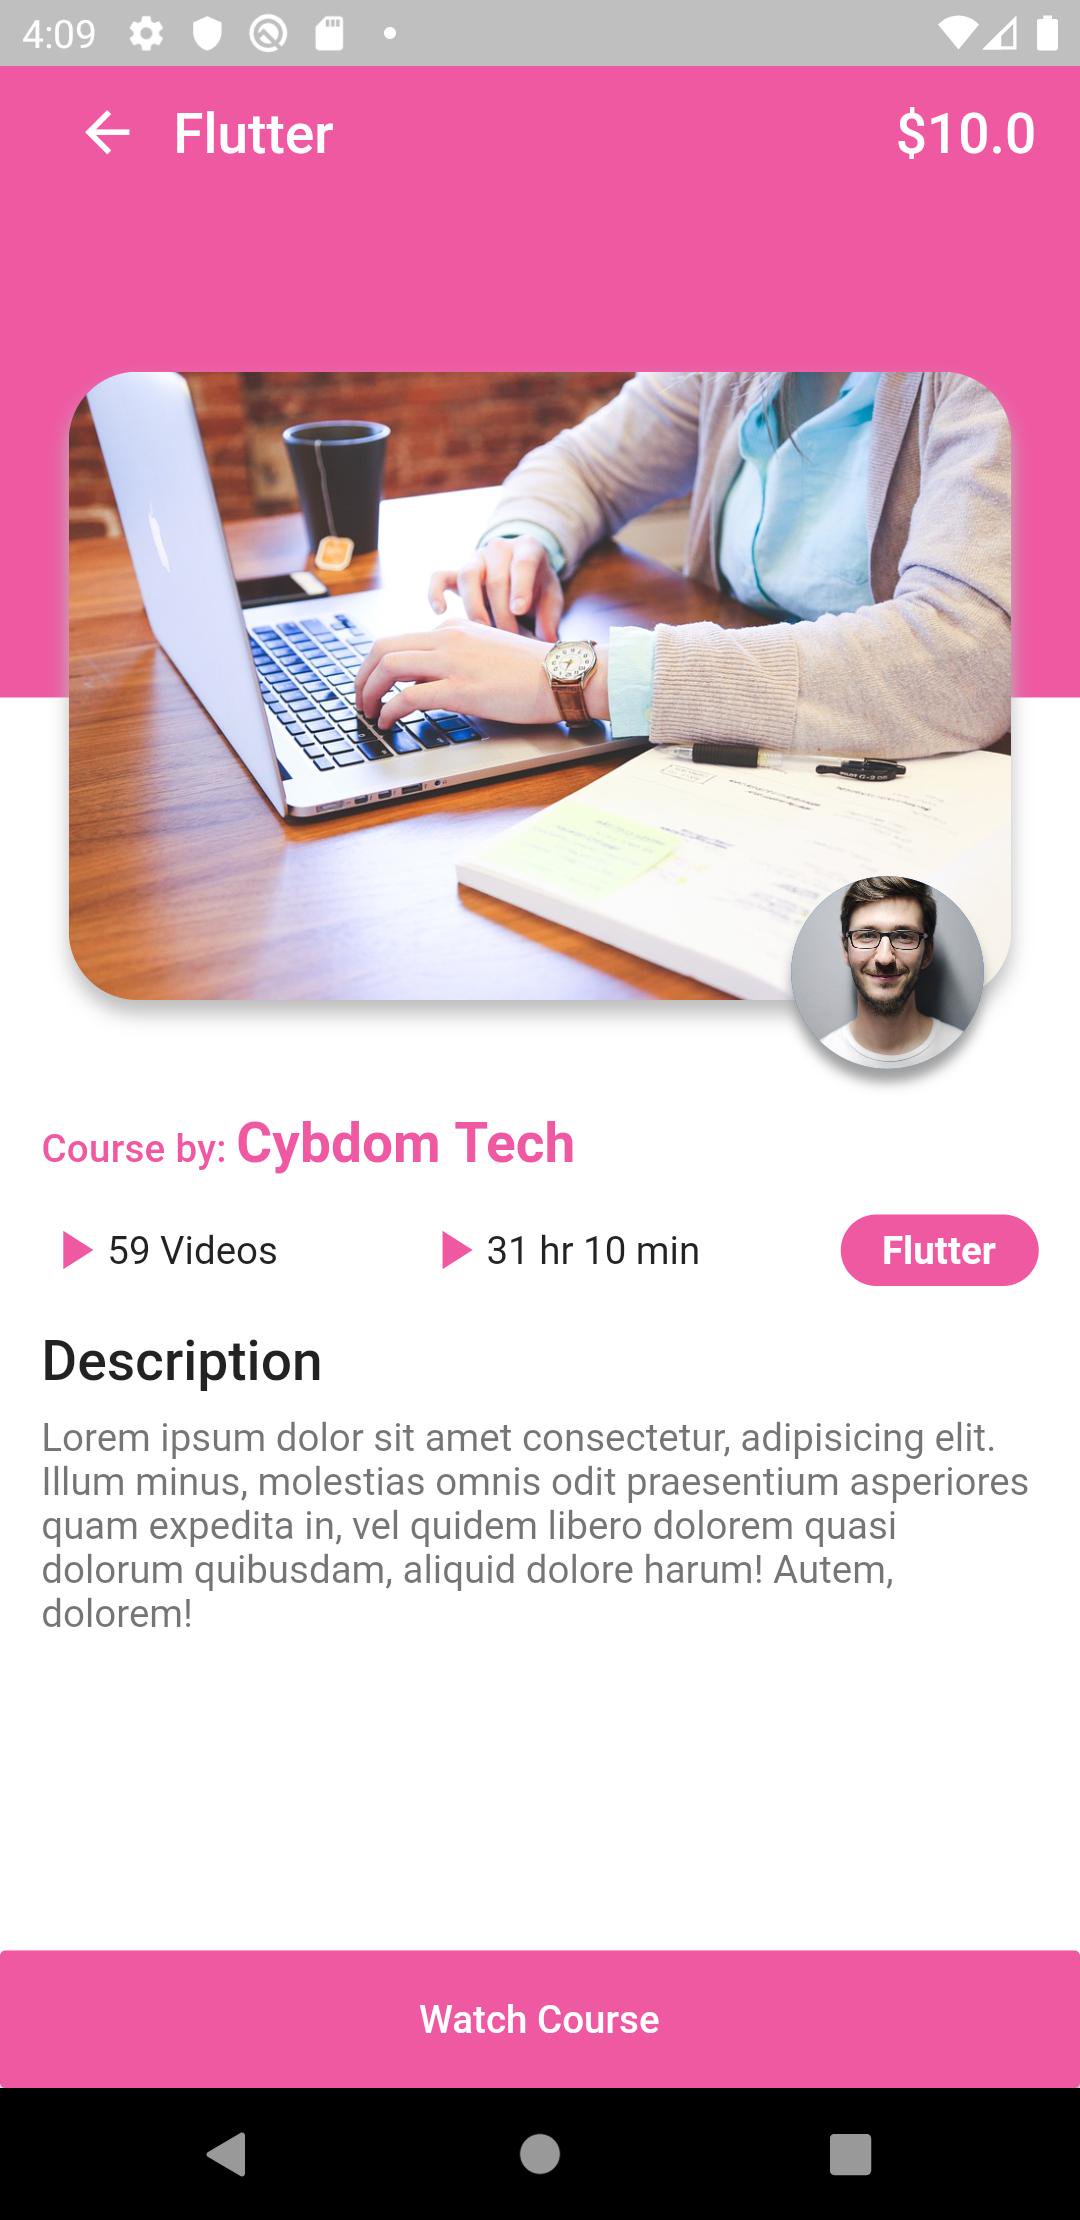 4:09
Flutter
$10.0
Course by: Cybdom Tech
59 Videos
31 hr 10 min
Flutter
Description
Lorem ipsum dolor sit amet consectetur, adipisicing elit.
Illum minus, molestias omnis odit praesentium asperiores
quam expedita in, vel quidem libero dolorem quasi
dolorum quibusdam, aliquid dolore harum! Autem,
dolorem!
Watch Course